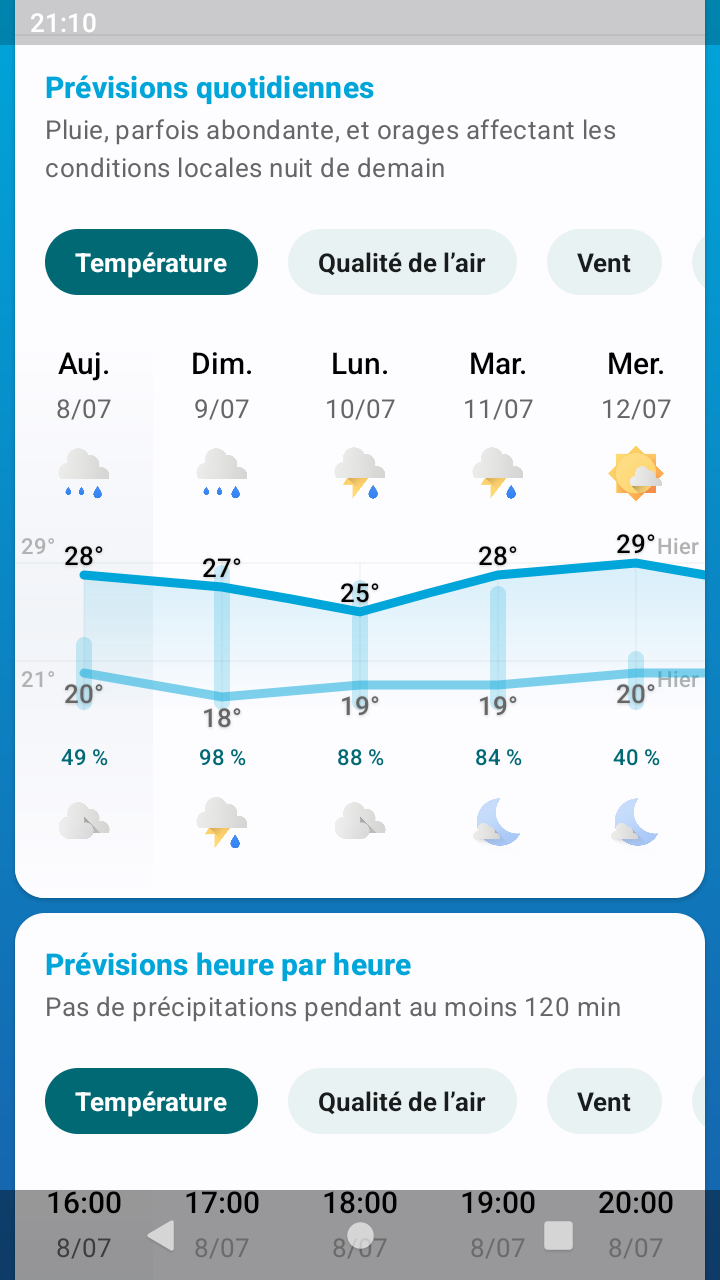 21:10
Prévisions quotidiennes
Pluie, parfois abondante, et orages affectant les
conditions locales nuit de demain
Température Qualité de l’air Vent
Auj. Dim. Lun. Mar. Mer.
8/07 9/07 10/07 11/07 12/07
29° 28° 27° 25° 28° 29° Hier
21° 20° 18° 19° 19° 20° Hier
49 % 98 % 88 % 84 % 40 %
Prévisions heure par heure
Pas de précipitations pendant au moins 120 min
Température Qualité de l’air Vent
16:00 17:00 18:00 19:00 20:00
8/07 8/07 8/07 8/07 8/07